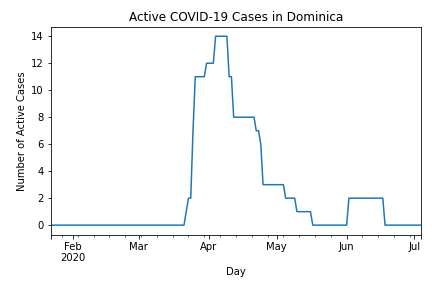 Active COVID-19 Cases in Dominica
Number of Active Cases
14
12
10
8
6
4
2
0
Feb
2020
Mar
Apr
May
Jun
Jul
Day